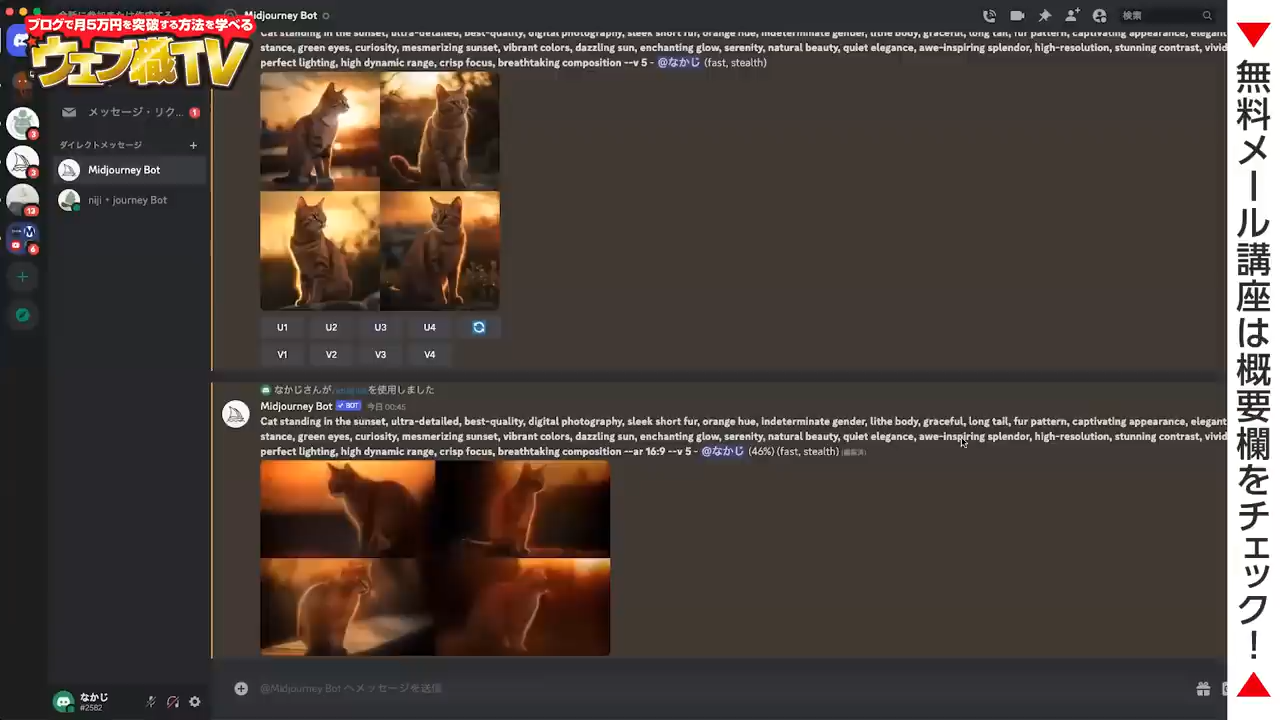 ブログで月5万円を突破する方法を学べる
ウェブ職TV
Midjourney Bot
検索
Cat standing in the sunset, ultra-detailed, best-quality, digital photography, sleek short fur, orange hue, indeterminate gender, lithe body, graceful, long tail, fur pattern, captivating appearance, elegant
stance, green eyes, curiosity, mesmerizing sunset, vibrant colors, dazzling sun, enchanting glow, serenity, natural beauty, quiet elegance, awe-inspiring splendor, high-resolution, stunning contrast, vivid
perfect lighting, high dynamic range, crisp focus, breathtaking composition --v 5 - @なかじ (fast, stealth)
メッセージ・リク... 1
ダイレクトメッセージ +
Midjourney Bot
niji・journey Bot
3
3
13
6
U1 U2 U3 U4
V1 V2 V3 V4
なかじさんが
を使用しました
Midjourney Bot ✓BOT 今日 00:45
Cat standing in the sunset, ultra-detailed, best-quality, digital photography, sleek short fur, orange hue, indeterminate gender, lithe body, graceful, long tail, fur pattern, captivating appearance, elegant
stance, green eyes, curiosity, mesmerizing sunset, vibrant colors, dazzling sun, enchanting glow, serenity, natural beauty, quiet elegance, awe-inspiring splendor, high-resolution, stunning contrast, vivid
perfect lighting, high dynamic range, crisp focus, breathtaking composition --ar 16:9 --v 5 - @なかじ (46%) (fast, stealth) (編集済)
@Midjourney Bot へメッセージを送信
なかじ
#2582
無料メール講座は概要欄をチェック!